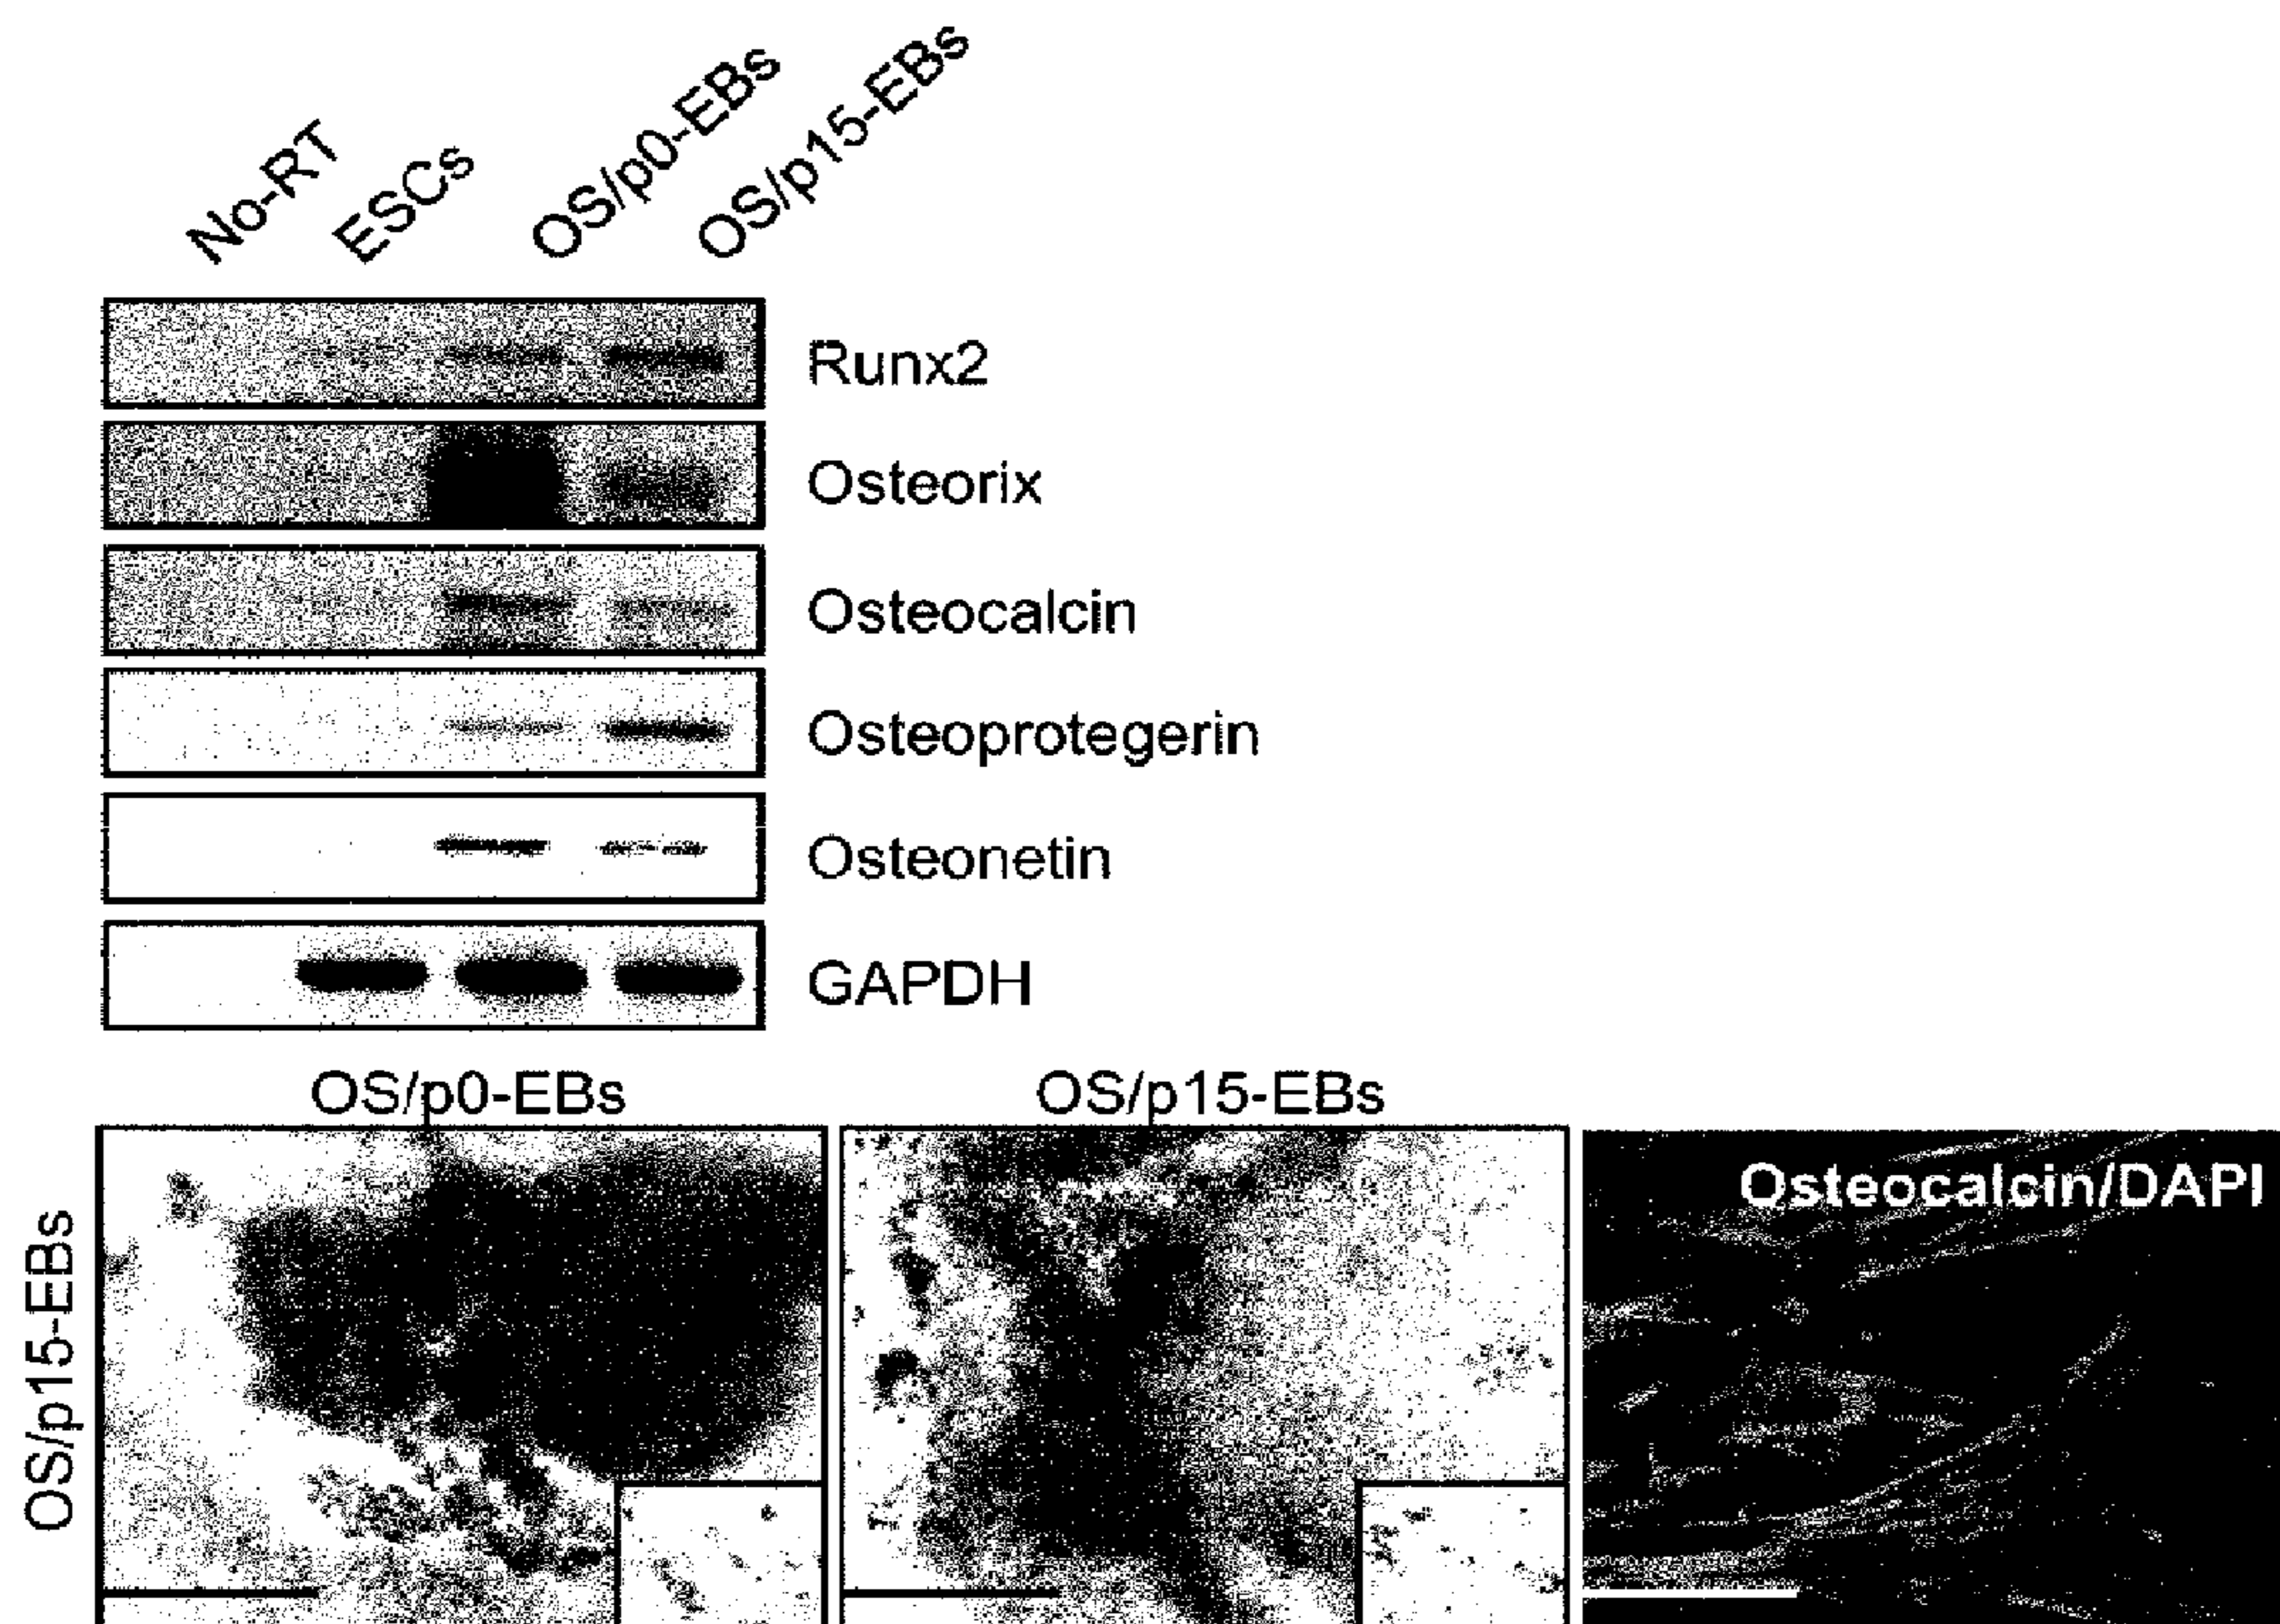 No-RT
ESCs
OS/p0-EBs
OS/p15-EBs
Runx2
Osteorix
Osteocalcin
Osteoprotegerin
Osteonetin
GAPDH
OS/p0-EBs
OS/p15-EBs
OS/p15-EBs
Osteocalcin/DAPI